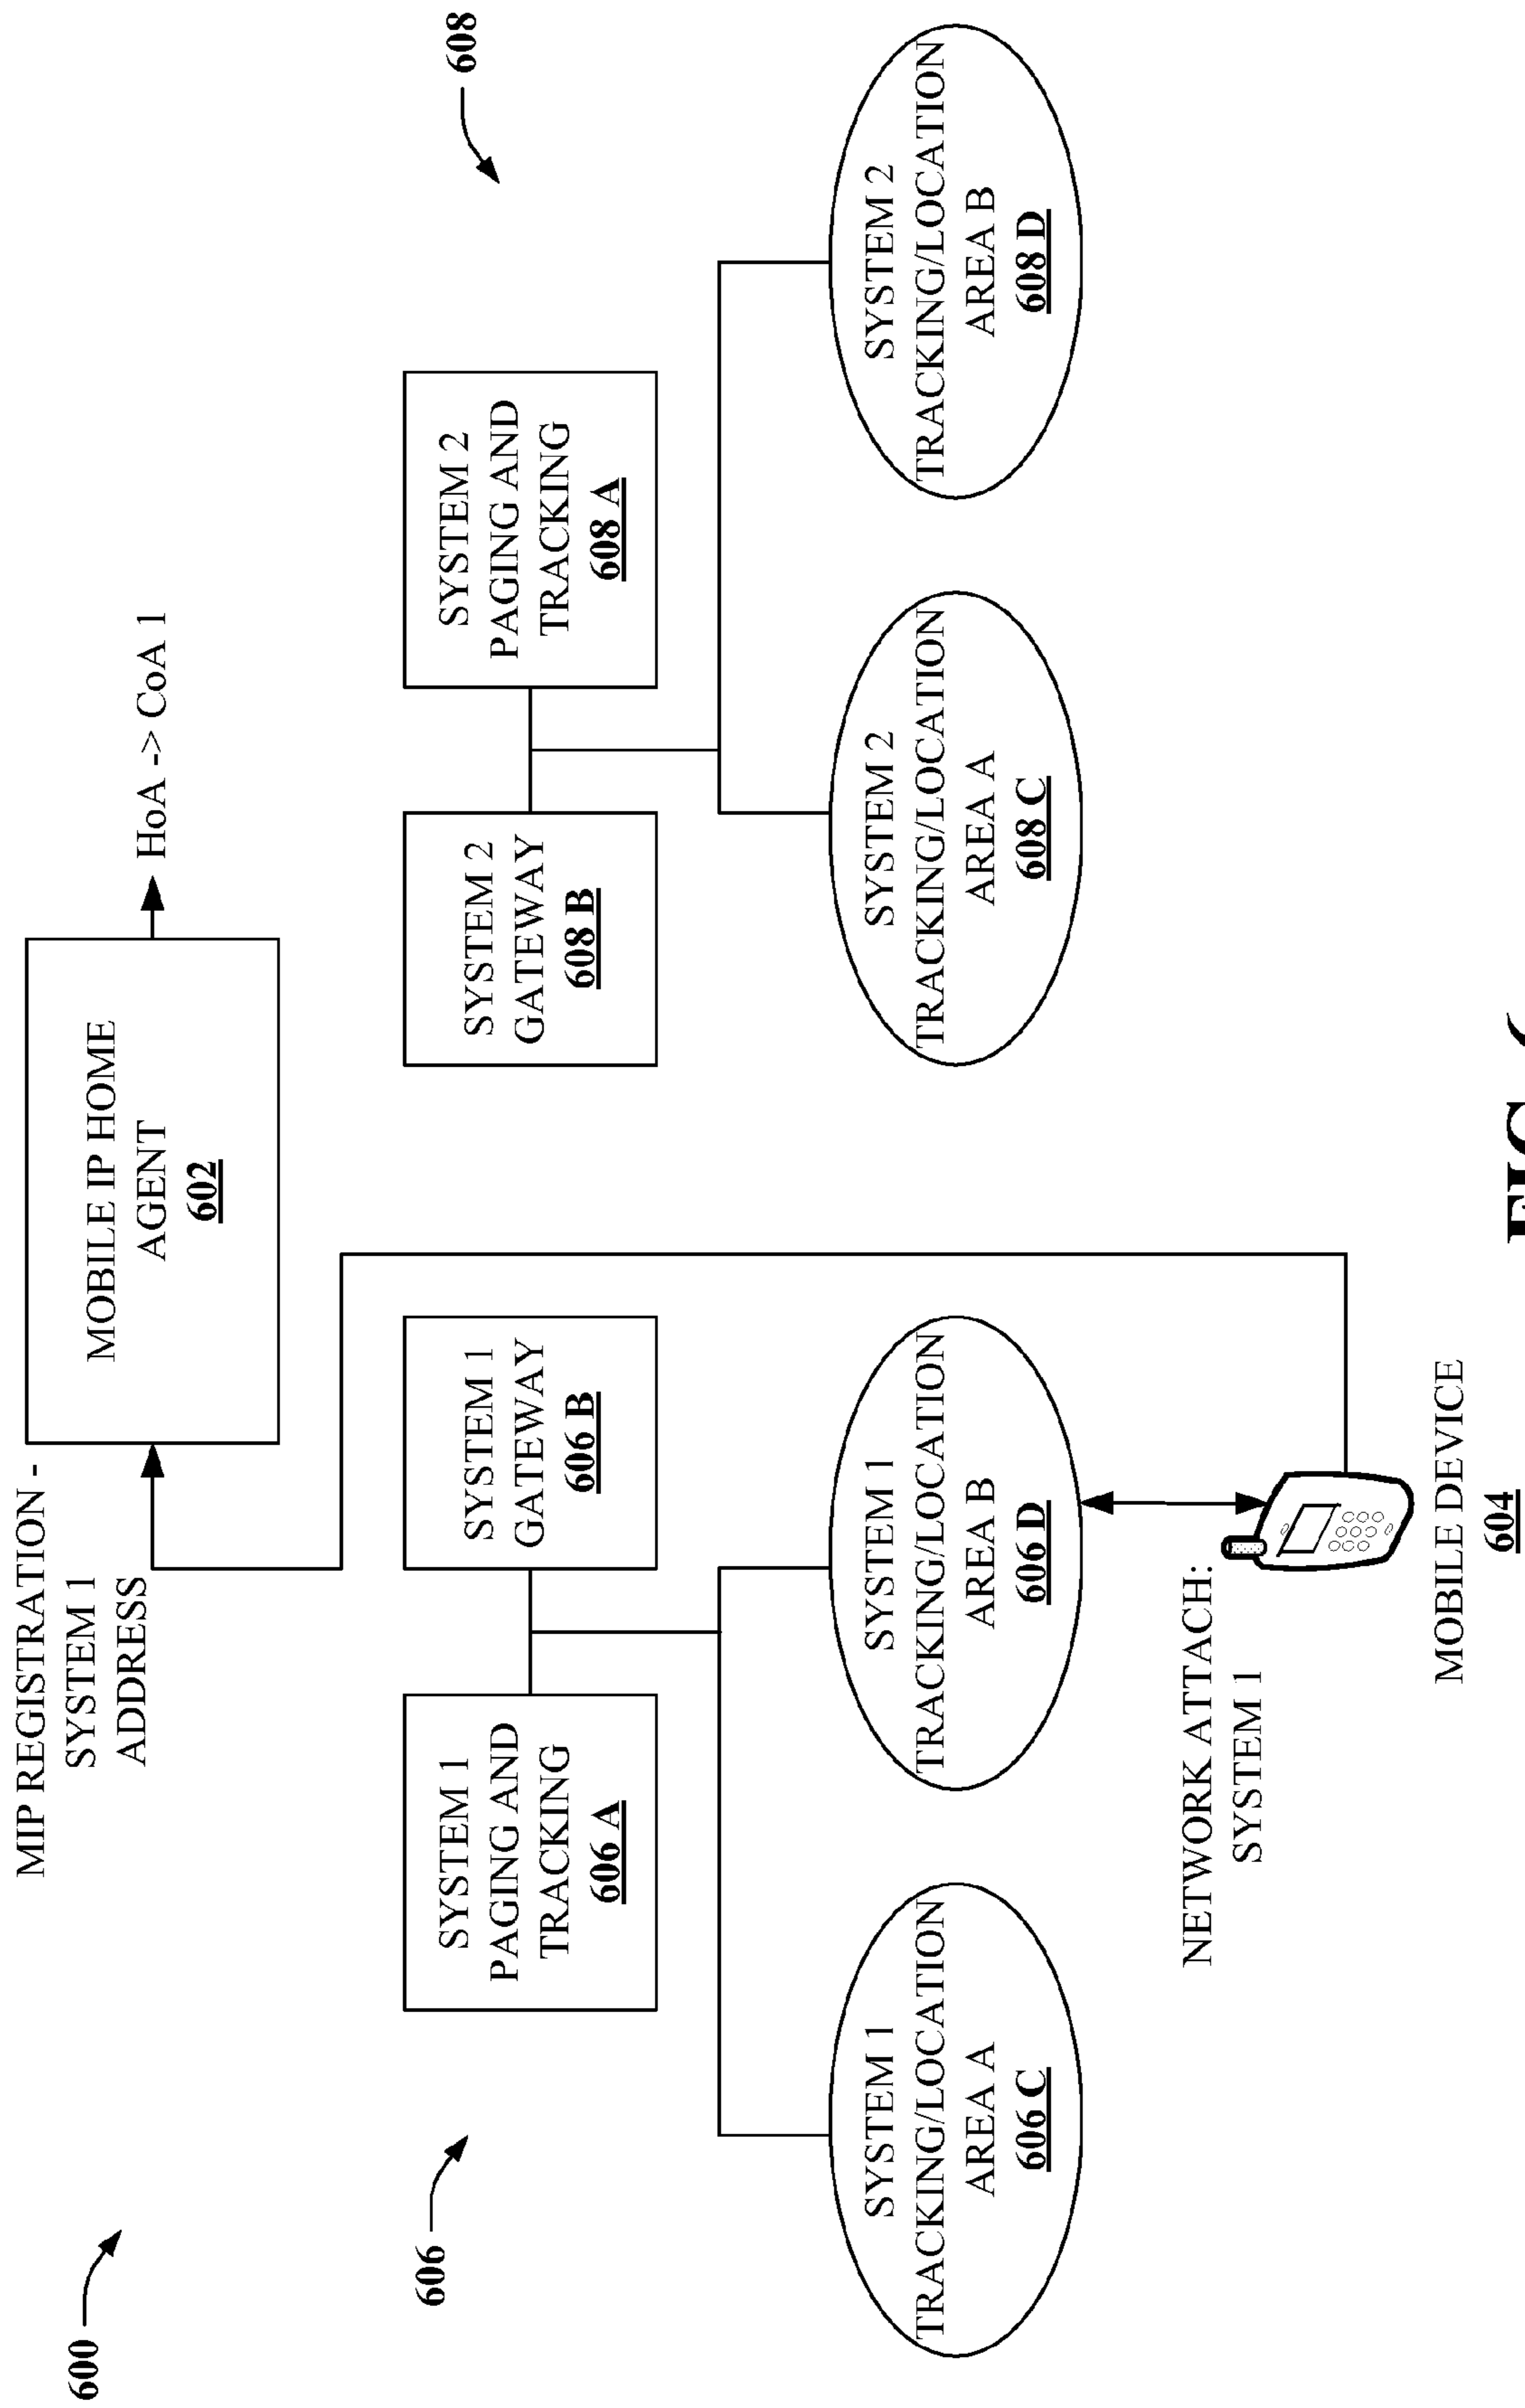 600
MIP REGISTRATION -
SYSTEM 1
ADDRESS
MOBILE IP HOME
AGENT
602
HoA -> CoA 1
606
608
SYSTEM 1
PAGING AND
TRACKING
606 A
SYSTEM 1
GATEWAY
606 B
SYSTEM 2
GATEWAY
608 B
SYSTEM 2
PAGING AND
TRACKING
608 A
SYSTEM 1
TRACKING/LOCATION
AREA A
606 C
SYSTEM 1
TRACKING/LOCATION
AREA B
606 D
SYSTEM 2
TRACKING/LOCATION
AREA A
608 C
SYSTEM 2
TRACKING/LOCATION
AREA B
608 D
NETWORK ATTACH:
SYSTEM 1
MOBILE DEVICE
604
FIG.